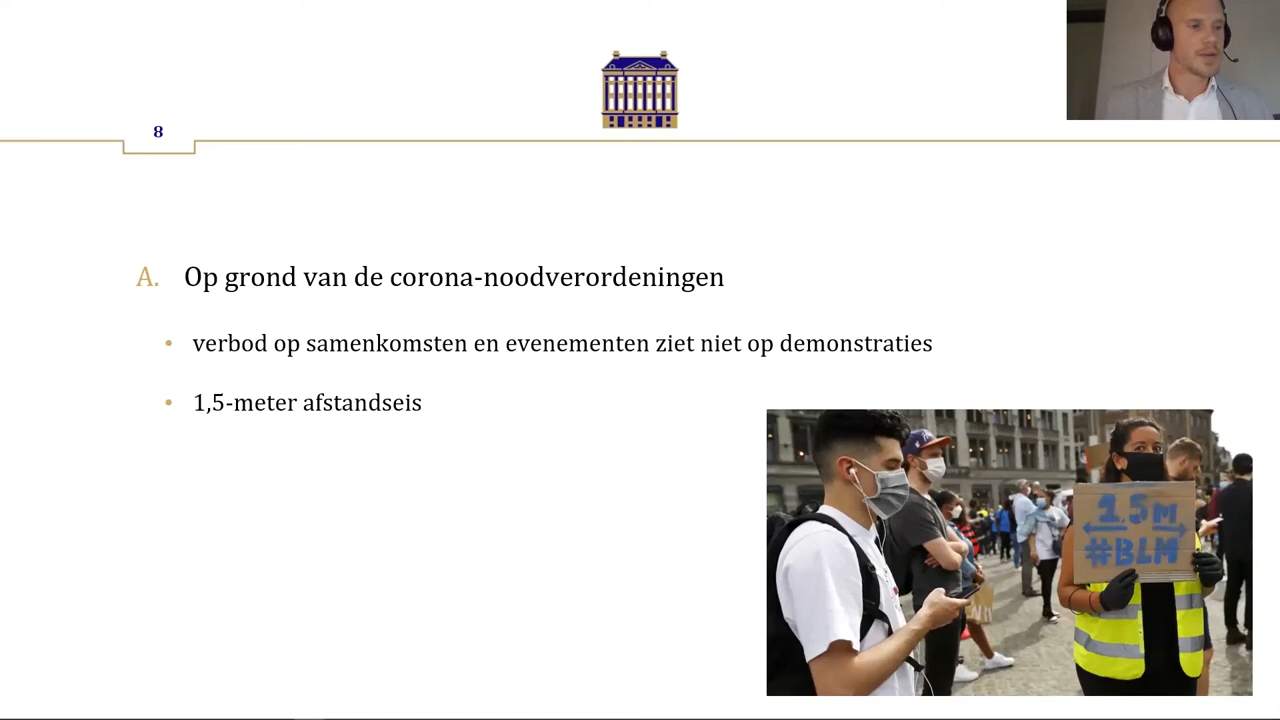 8
A. Op grond van de corona-noodverordeningen
• verbod op samenkomsten en evenementen ziet niet op demonstraties
• 1,5-meter afstandseis
1,5M
#BLM